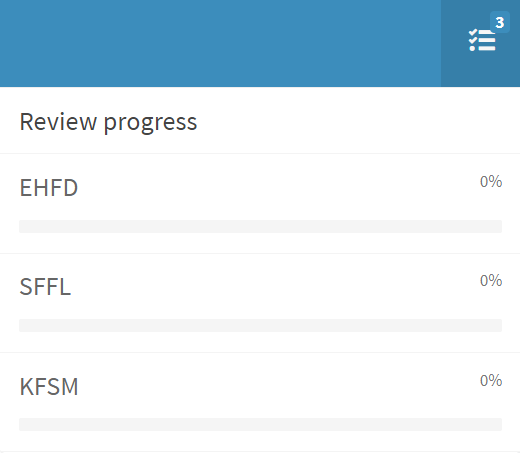 3
Review progress
EHFD 0%
SFFL 0%
KFSM 0%